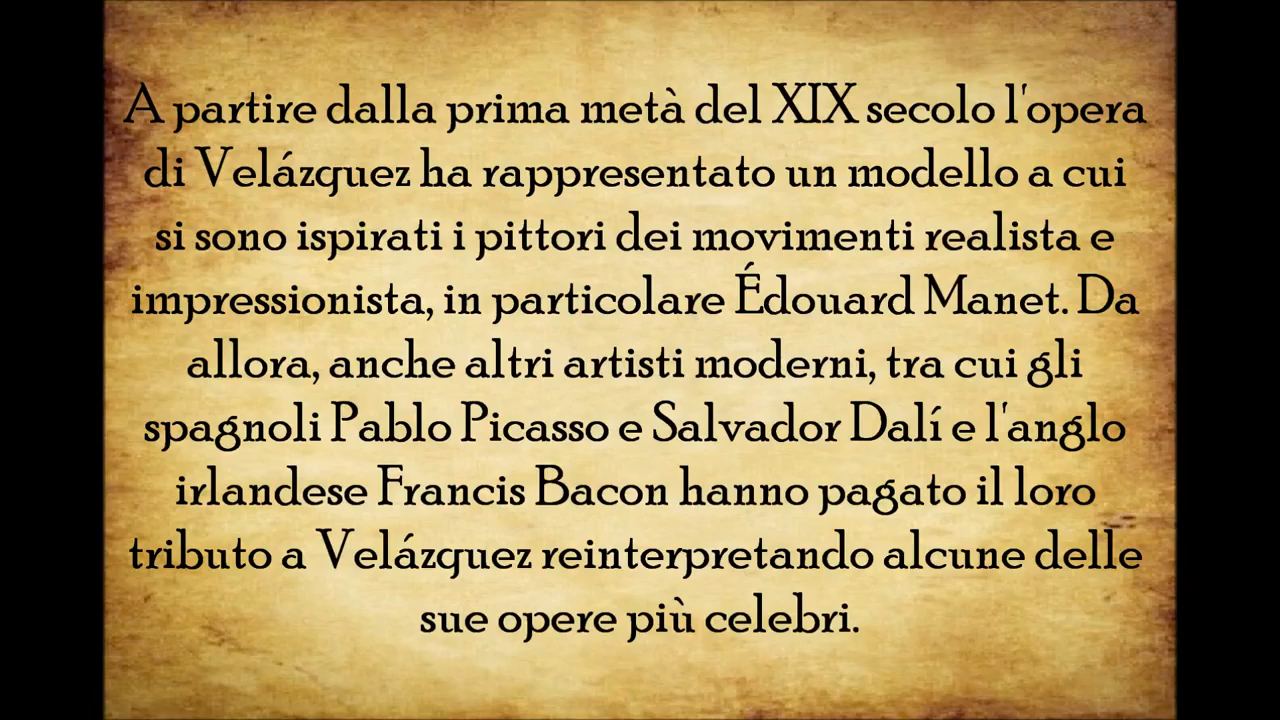 A partire dalla prima metà del XIX secolo l'opera
di Velázquez ha rappresentato un modello a cui
si sono ispirati i pittori dei movimenti realista e
impressionista, in particolare Édouard Manet. Da
allora, anche altri artisti moderni, tra cui gli
spagnoli Pablo Picasso e Salvador Dalí e l'anglo
irlandese Francis Bacon hanno pagato il loro
tributo a Velázquez reinterpretando alcune delle
sue opere più celebri.